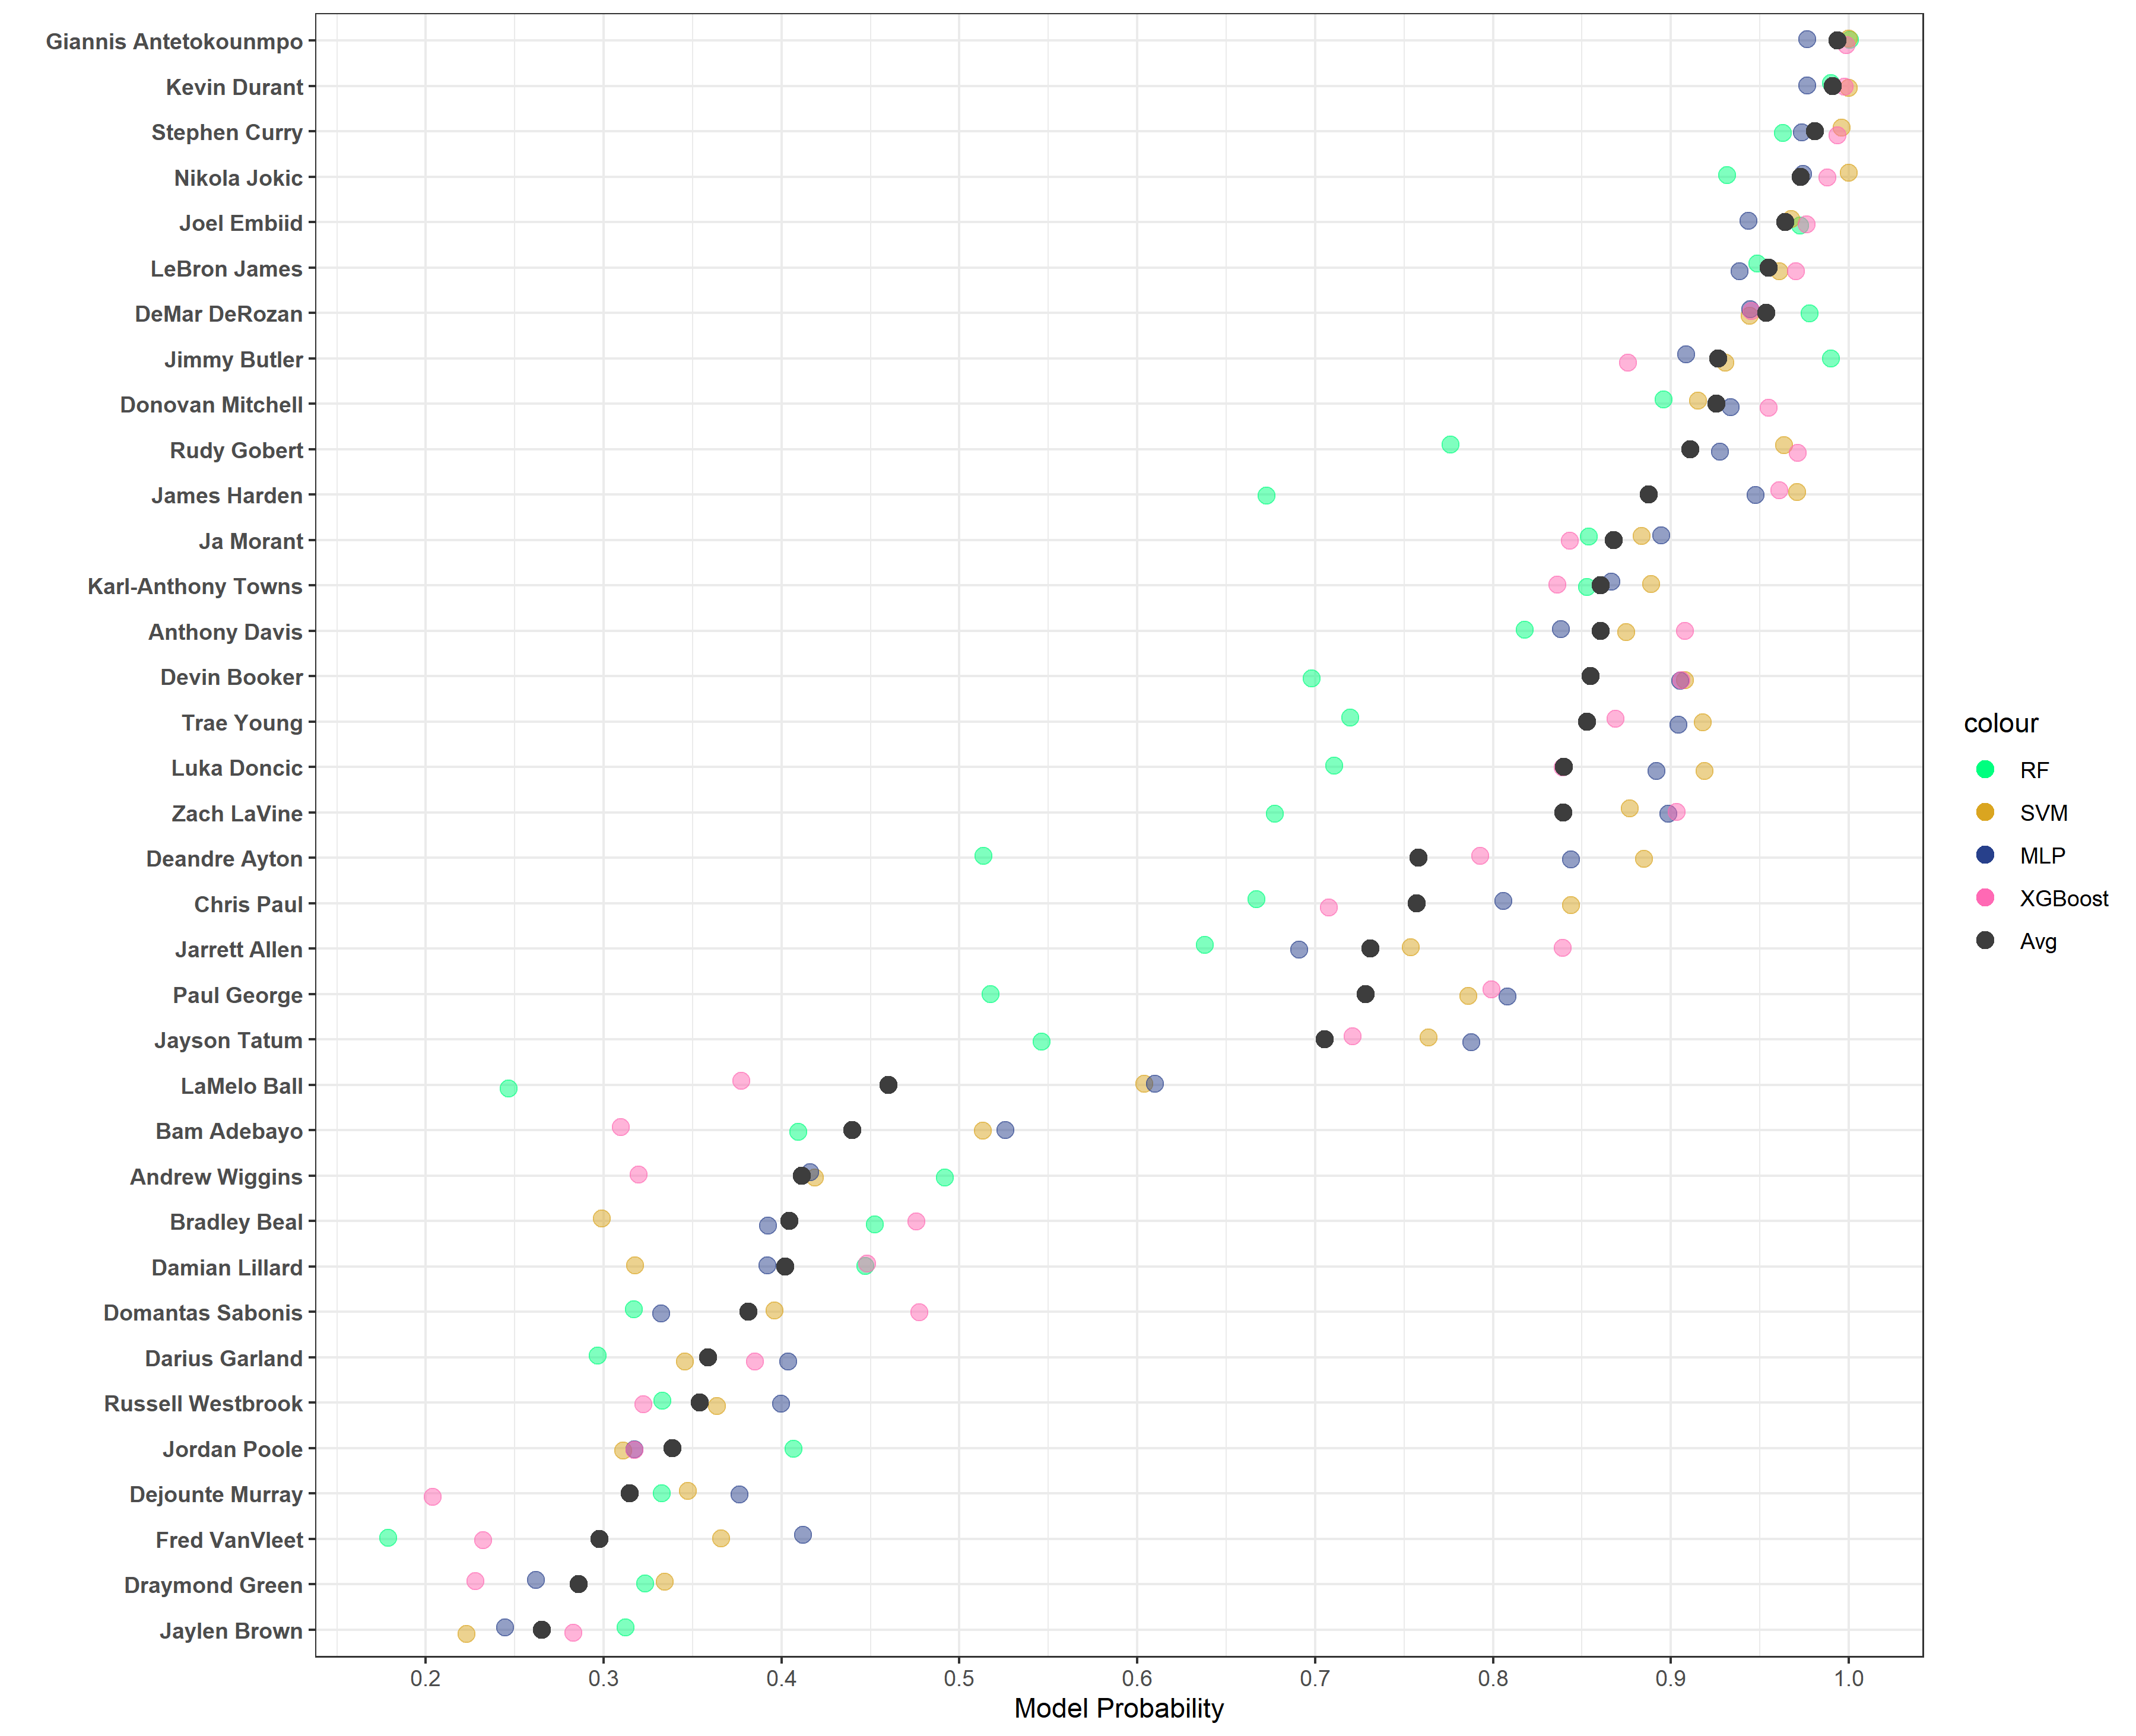 Giannis Antetokounmpo
Kevin Durant
Stephen Curry
Nikola Jokic
Joel Embiid
LeBron James
DeMar DeRozan
Jimmy Butler
Donovan Mitchell
Rudy Gobert
James Harden
Ja Morant
Karl-Anthony Towns
Anthony Davis
Devin Booker
Trae Young
Luka Doncic
Zach LaVine
Deandre Ayton
Chris Paul
Jarrett Allen
Paul George
Jayson Tatum
LaMelo Ball
Bam Adebayo
Andrew Wiggins
Bradley Beal
Damian Lillard
Domantas Sabonis
Darius Garland
Russell Westbrook
Jordan Poole
Dejounte Murray
Fred VanVleet
Draymond Green
Jaylen Brown
0.2 0.3 0.4 0.5 0.6 0.7 0.8 0.9 1.0
Model Probability
colour
RF
SVM
MLP
XGBoost
Avg